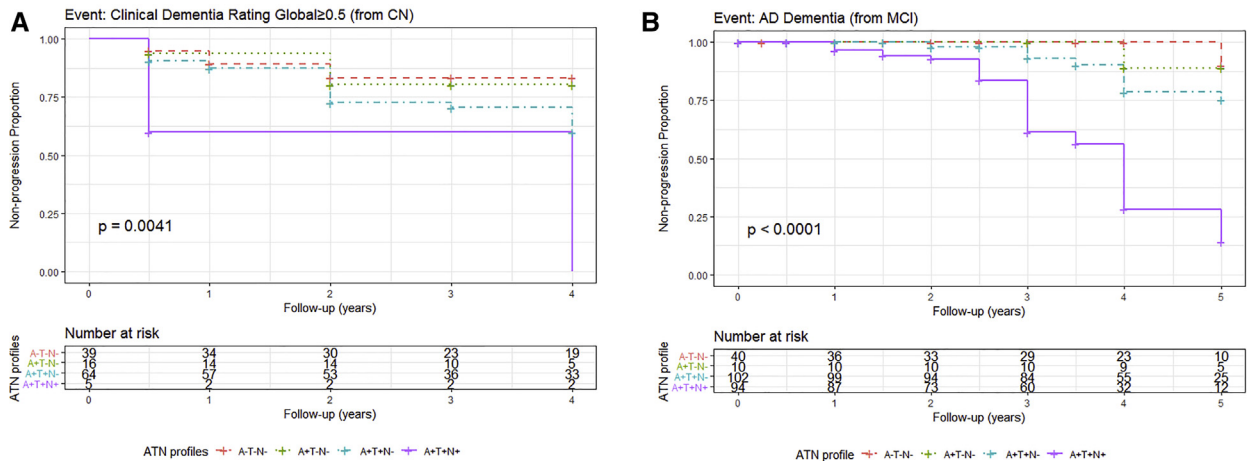 A
Event: Clinical Dementia Rating Global≥0.5 (from CN)
Non-progression Proportion
1.00
0.75
0.50
0.25
0.00
p = 0.0041
0 1 2 3 4
Follow-up (years)
Number at risk
ATN profiles
A-T-N- 39 34 30 23 19
A+T-N- 16 14 14 10 5
A+T+N- 64 57 53 36 33
A+T+N+ 5 2 2 2 2
0 1 2 3 4
Follow-up (years)
ATN profiles A-T-N- A+T-N- A+T+N- A+T+N+
B
Event: AD Dementia (from MCI)
Non-progression Proportion
1.00
0.75
0.50
0.25
0.00
p < 0.0001
0 1 2 3 4 5
Follow-up (years)
Number at risk
ATN profile
A-T-N- 40 36 33 29 23 10
A+T-N- 10 10 10 10 9 5
A+T+N- 102 99 94 84 55 25
A+T+N+ 94 87 73 60 32 12
0 1 2 3 4 5
Follow-up (years)
ATN profile A-T-N- A+T-N- A+T+N- A+T+N+